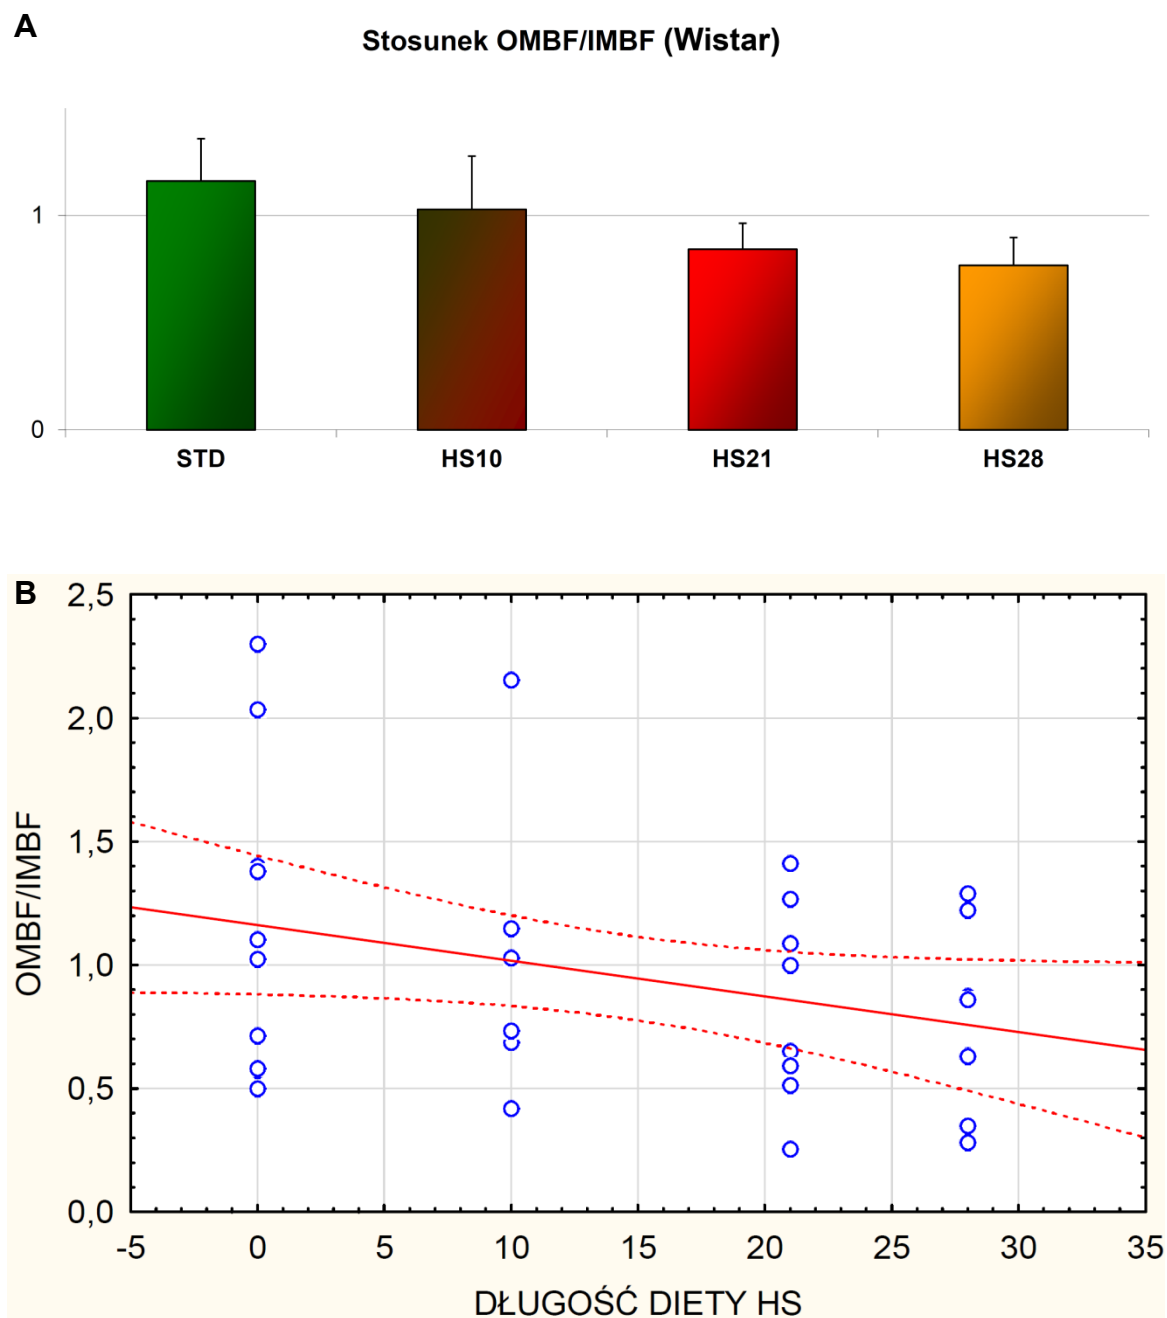 A
Stosunek OMBF/IMBF (Wistar)
1
0
STD HS10 HS21 HS28
B
2,5
2,0
1,5
1,0
0,5
0,0
OMBF/IMBF
-5 0 5 10 15 20 25 30 35
DŁUGOŚĆ DIETY HS